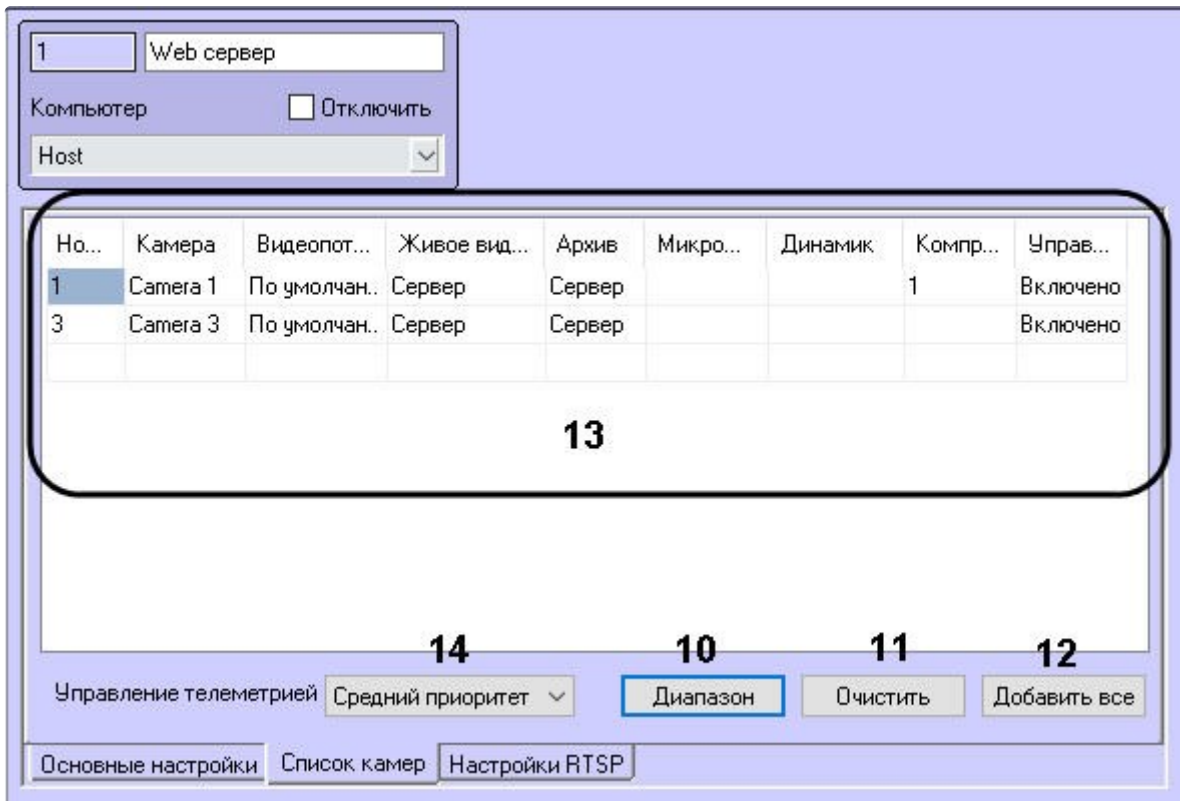 1 Web сервер
Компьютер Отключить
Host
Но... Камера Видеопот... Живое вид... Архив Микро... Динамик Компр... Управ...
1 Camera 1 По умолчан.. Сервер Сервер 1 Включено
3 Camera 3 По умолчан.. Сервер Сервер Включено
13
14 10 11 12
Управление телеметрией Средний приоритет Диапазон Очистить Добавить все
Основные настройки Список камер Настройки RTSP